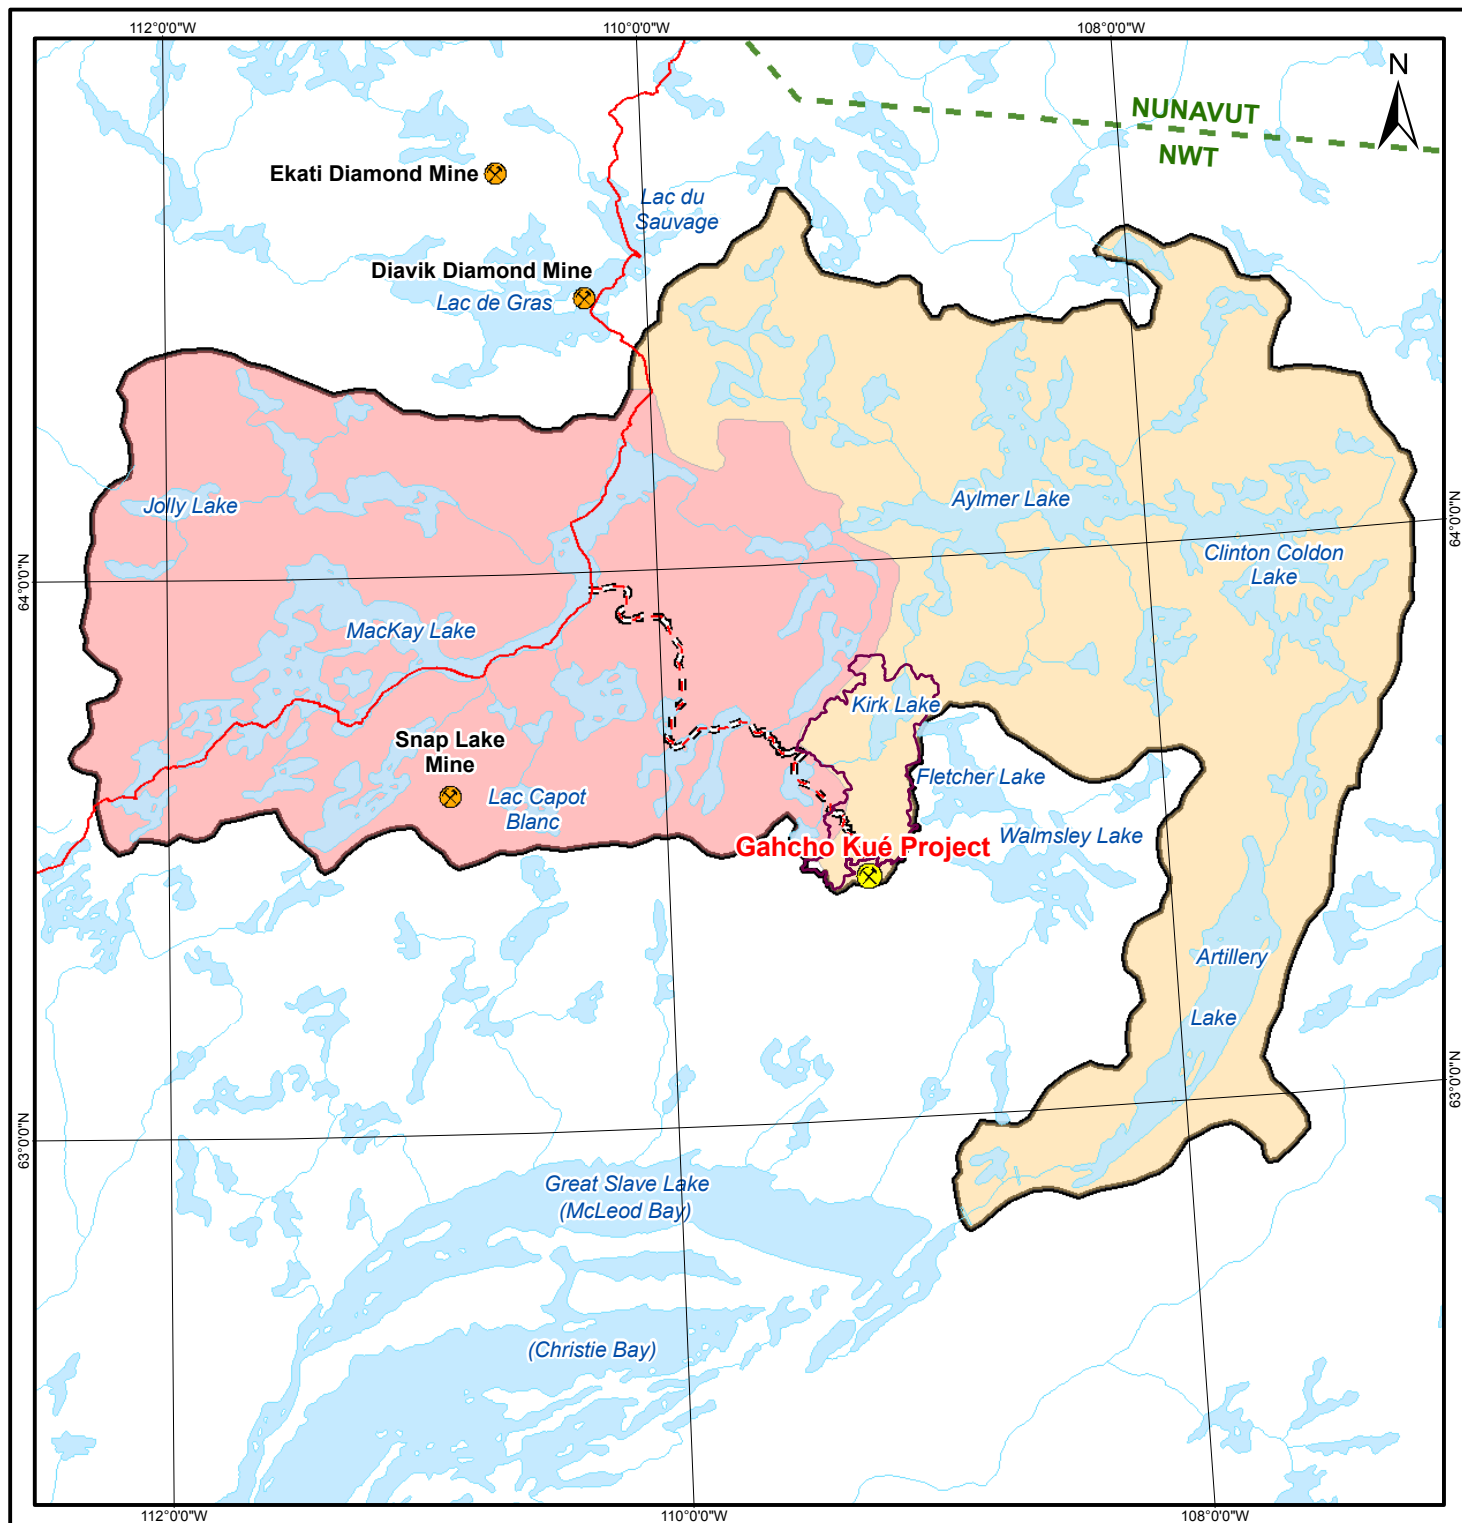 112°0'0"W
110°0'0"W
108°0'0"W
N
NUNAVUT
NWT
Ekati Diamond Mine
Lac du
Sauvage
Diavik Diamond Mine
Lac de Gras
Jolly Lake
Aylmer Lake
64°0'0"N
Clinton Coldon
Lake
64°0'0"N
MacKay Lake
Kirk Lake
Snap Lake
Mine
Fletcher Lake
Lac Capot
Blanc
Walmsley Lake
Gahcho Kué Project
Artillery
Lake
63°0'0"N
63°0'0"N
Great Slave Lake
(McLeod Bay)
(Christie Bay)
112°0'0"W
110°0'0"W
108°0'0"W